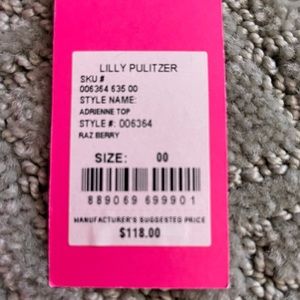 LILLY PULITZER
SKU #
006364 635 00
STYLE NAME:
ADRIENNE TOP
STYLE #: 006364
RAZ BERRY
SIZE: 00
889069 699901
MANUFACTURER'S SUGGESTED PRICE
$118.00